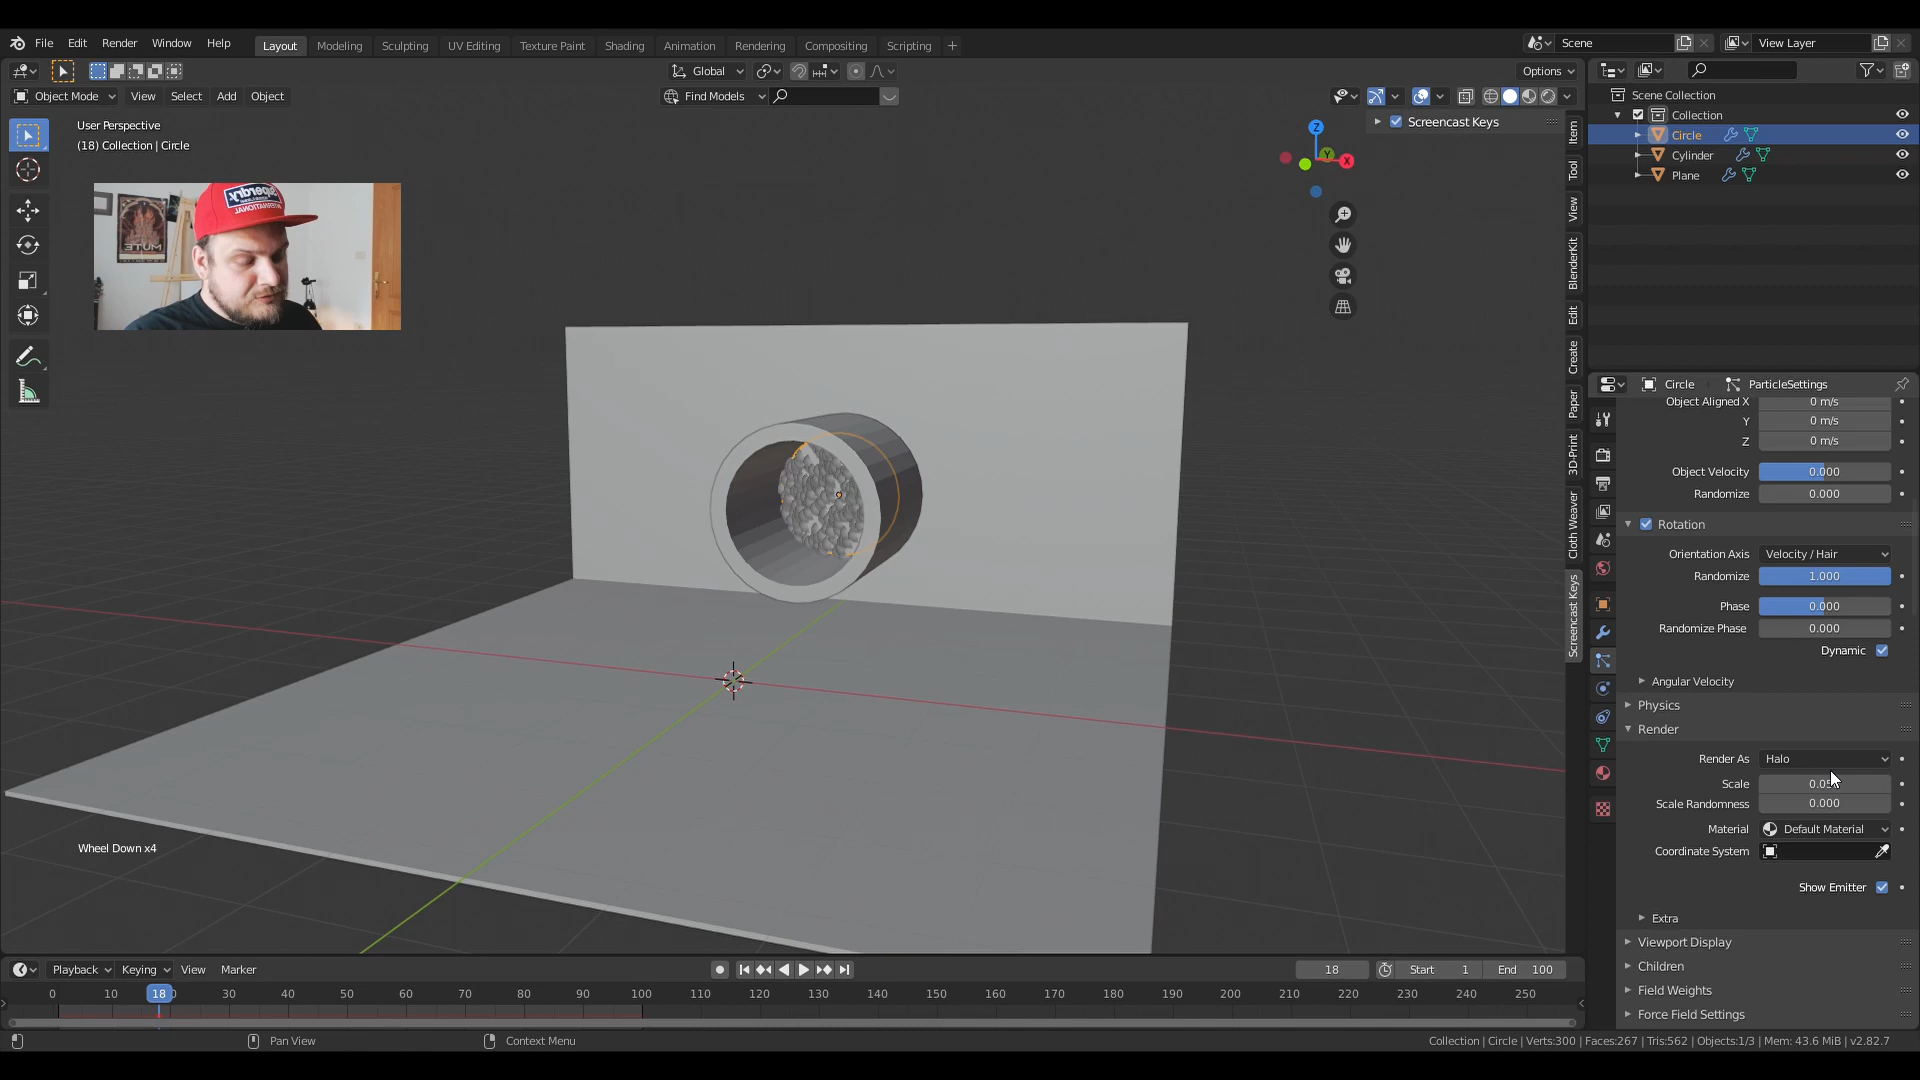 File Edit Render Window Help
Layout Modeling Sculpting UV Editing Texture Paint Shading Animation Rendering Compositing Scripting
Scene
View Layer
Global
Options
Object Mode View Select Add Object
Find Models
Scene Collection
Collection
Circle
Cylinder
Plane
User Perspective
(18) Collection | Circle
Screencast Keys
Z
Y
X
Superdry.
INTERNATIONAL
MUTE
Item
Tool
View
BlenderKit
Edit
Create
Paper
3D-Print
Cloth Weaver
Screencast Keys
Circle ParticleSettings
Object Aligned X 0 m/s
Y 0 m/s
Z 0 m/s
Object Velocity 0.000
Randomize 0.000
Rotation
Orientation Axis Velocity / Hair
Randomize 1.000
Phase 0.000
Randomize Phase 0.000
Dynamic
Angular Velocity
Physics
Render
Render As Halo
Scale
Scale Randomness 0.000
Material Default Material
Coordinate System
Show Emitter
Extra
Viewport Display
Children
Field Weights
Force Field Settings
Wheel Down x4
Playback Keying View Marker
18 Start 1 End 100
0 10 18 30 40 50 60 70 80 90 100 110 120 130 140 150 160 170 180 190 200 210 220 230 240 250
Pan View
Context Menu
Collection | Circle | Verts:300 | Faces:267 | Tris:562 | Objects:1/3 | Mem: 43.6 MiB | v2.82.7